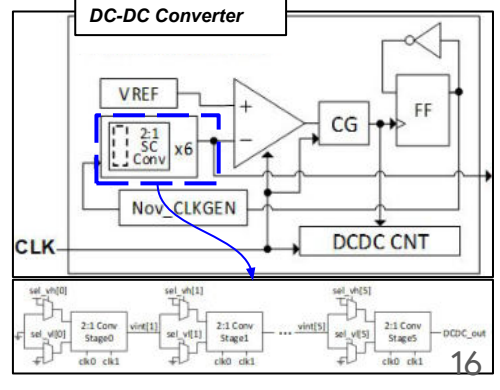 DC-DC Converter
VREF
+
−
2:1
SC
Conv
x6
CG
FF
Nov_CLKGEN
CLK
DCDC CNT
sel_vh[0]
sel_vh[1]
sel_vh[5]
sel_vl[0]
2:1 Conv
Stage0
vint[1]
sel_vl[1]
2:1 Conv
Stage1
...
vint[5]
sel_vl[5]
2:1 Conv
Stage5
DCDC_out
clk0 clk1
clk0 clk1
clk0 clk1
16